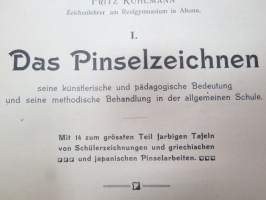 FRITZ KUHLMANN
Zeichenlehrer am Realgymnasium in Altona.
I.
Das Pinselzeichnen
seine künstlerische und pädagogische Bedeutung
und seine methodische Behandlung in der allgemeinen Schule.
Mit 14 zum grössten Teil farbigen Tafeln
von Schülerzeichnungen und griechischen
und japanischen Pinselarbeiten.